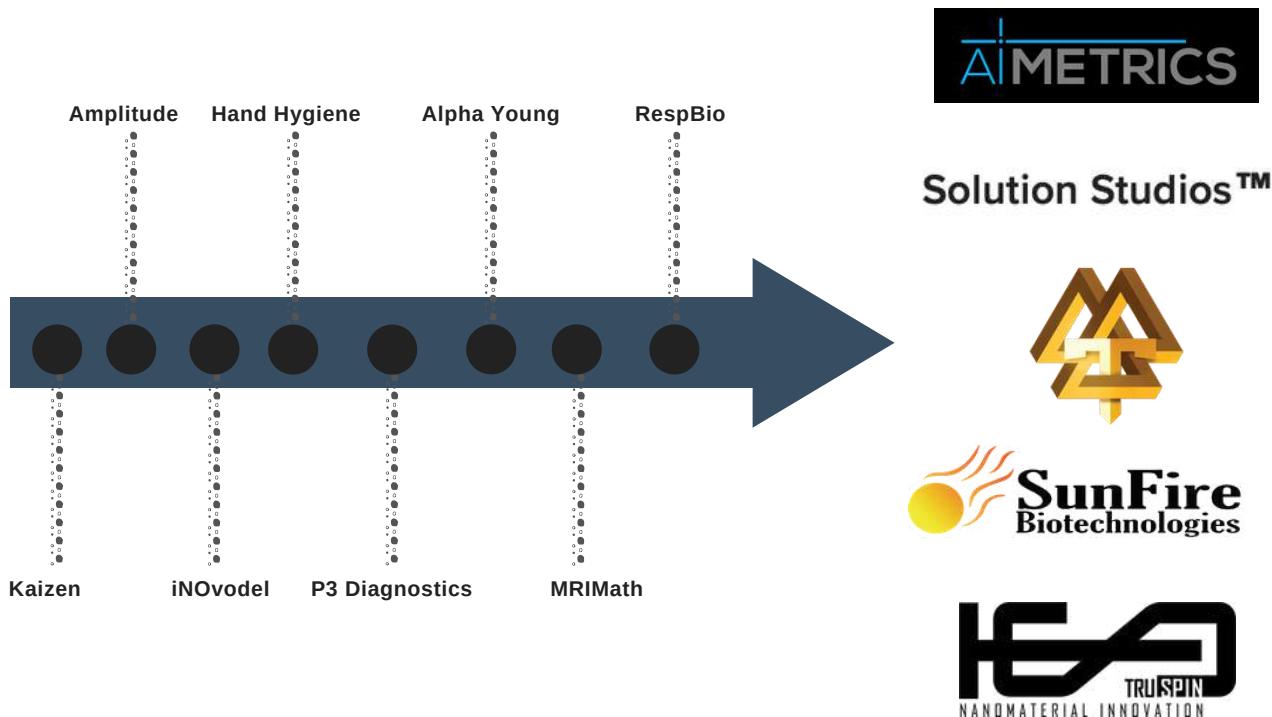 AiMETRICS
Amplitude
Hand Hygiene
Alpha Young
RespBio
Solution Studios™
T
SunFire
Biotechnologies
Kaizen
iNOvodel
P3 Diagnostics
MRIMath
TRUSPIN
NANOMATERIAL INNOVATION